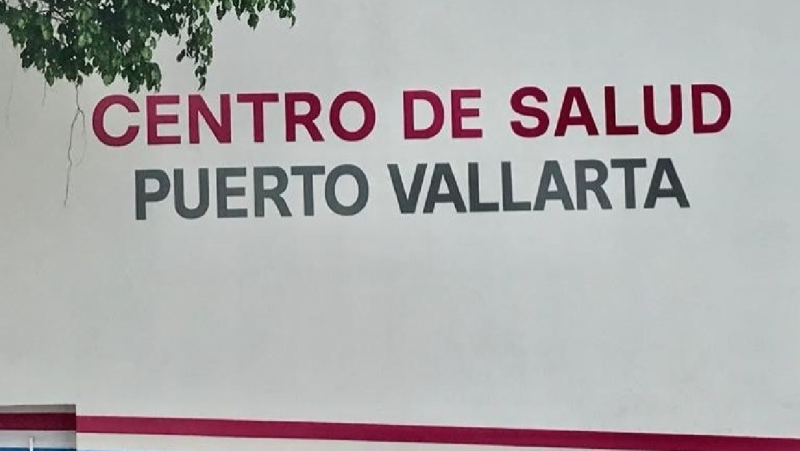 CENTRO DE SALUD
PUERTO VALLARTA